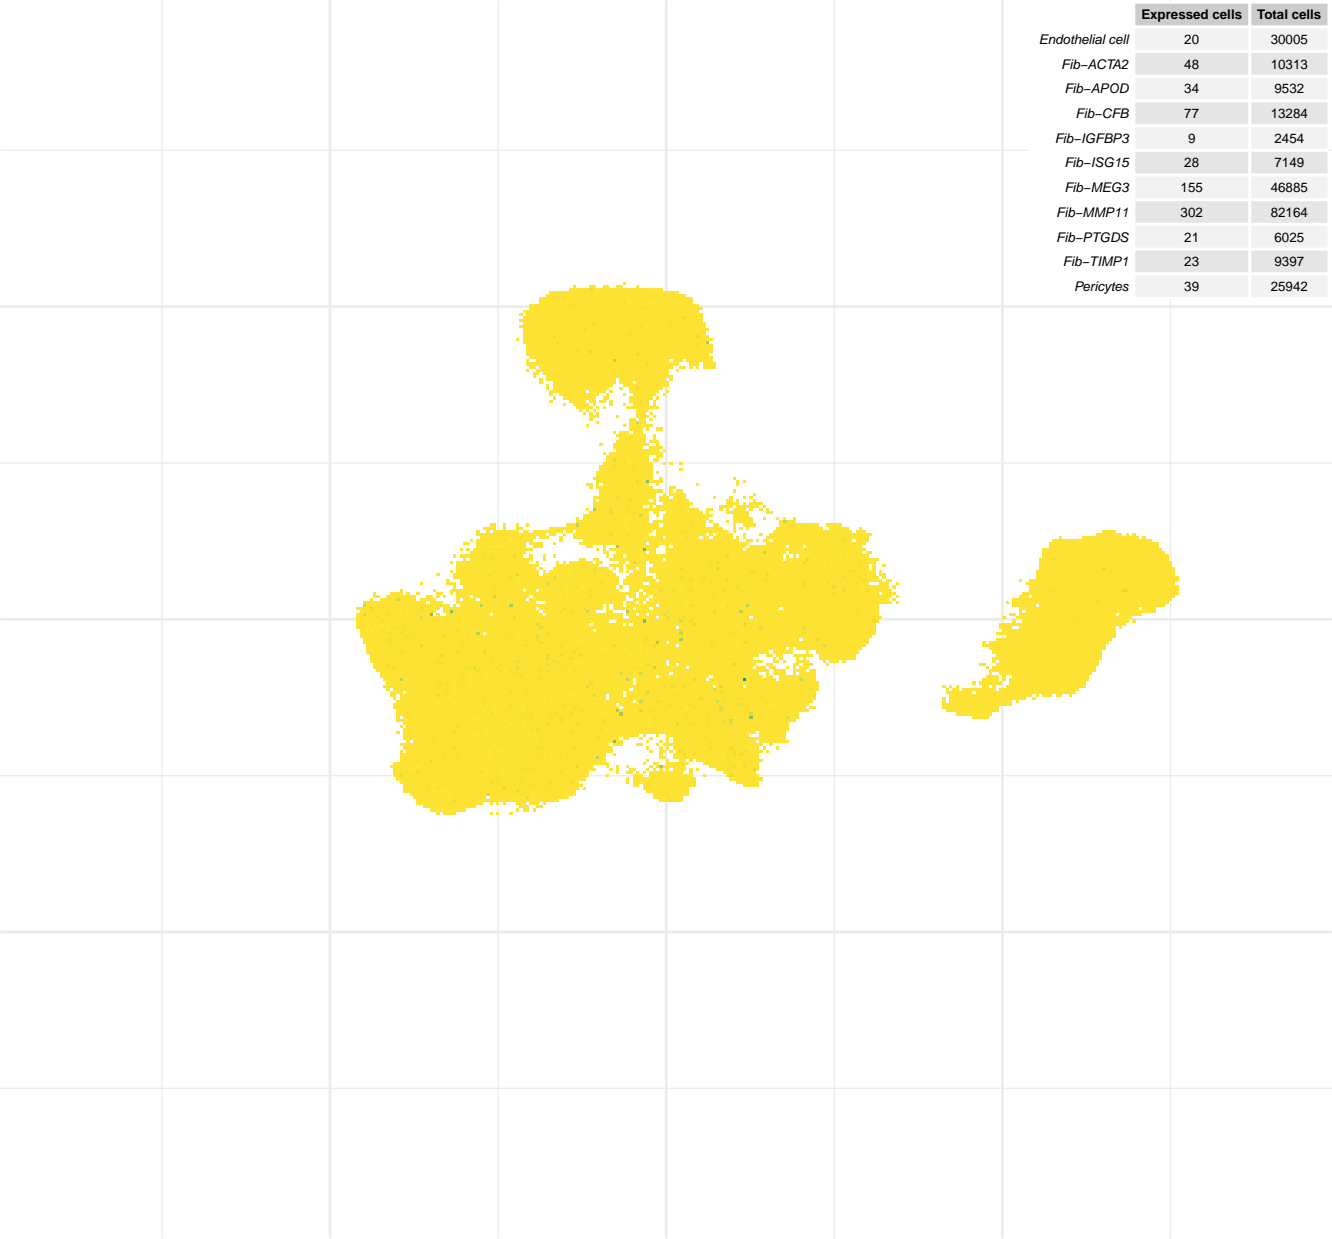 Expressed cells Total cells
Endothelial cell 20 30005
Fib−ACTA2 48 10313
Fib−APOD 34 9532
Fib−CFB 77 13284
Fib−IGFBP3 9 2454
Fib−ISG15 28 7149
Fib−MEG3 155 46885
Fib−MMP11 302 82164
Fib−PTGDS 21 6025
Fib−TIMP1 23 9397
Pericytes 39 25942